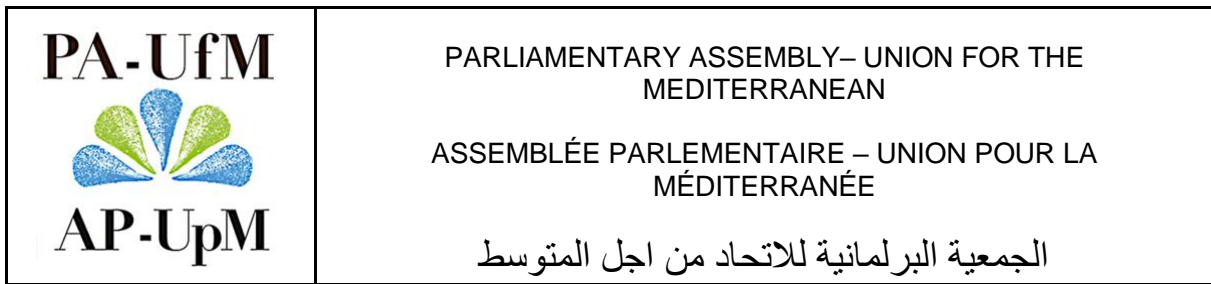 PA-UfM
AP-UpM
PARLIAMENTARY ASSEMBLY– UNION FOR THE
MEDITERRANEAN
ASSEMBLÉE PARLEMENTAIRE – UNION POUR LA
MÉDITERRANÉE
الجمعية البرلمانية للاتحاد من اجل المتوسط